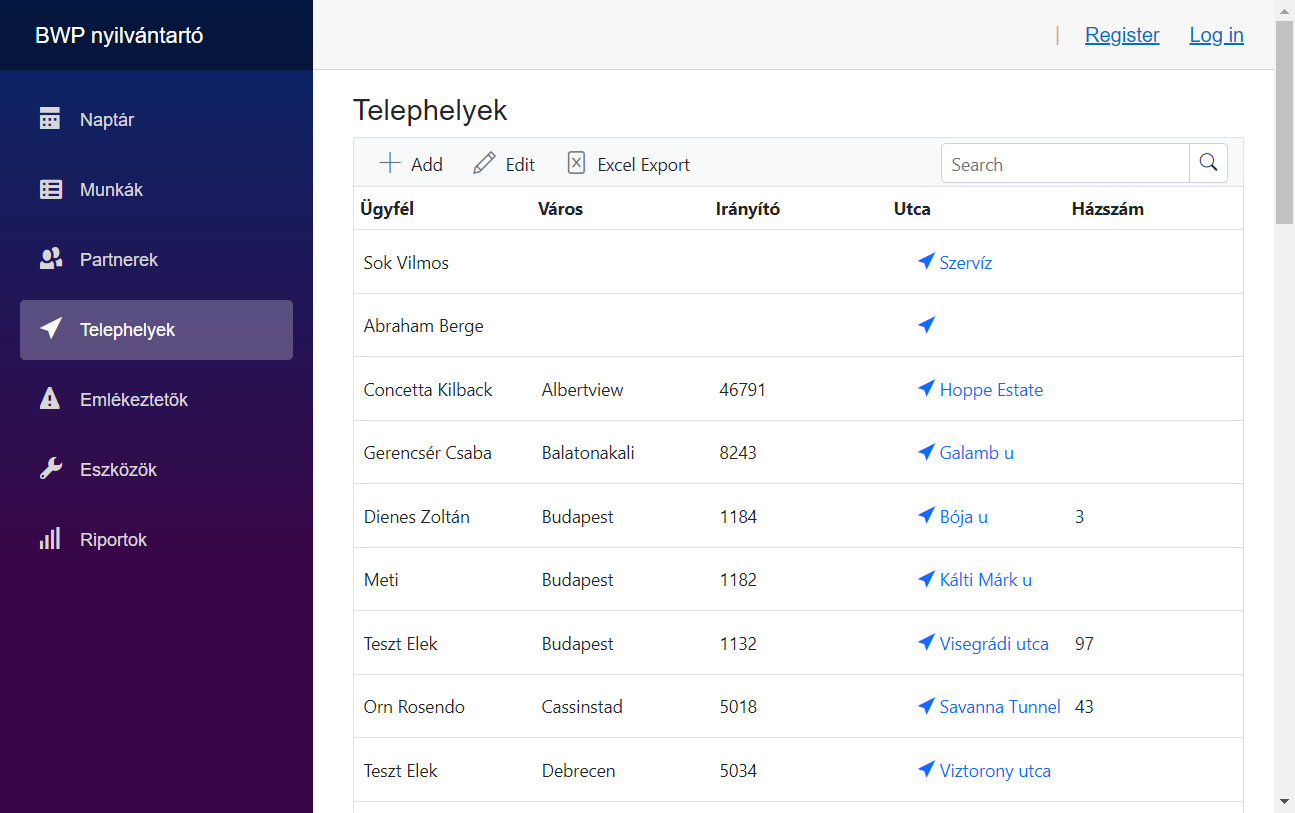 BWP nyilvántartó
| Register Log in
Naptár
Munkák
Partnerek
Telephelyek
Emlékeztetők
Eszközök
Riportok
Telephelyek
Add Edit Excel Export Search
Ügyfél Város Irányító Utca Házszám
Sok Vilmos Szervíz
Abraham Berge
Concetta Kilback Albertview 46791 Hoppe Estate
Gerencsér Csaba Balatonakali 8243 Galamb u
Dienes Zoltán Budapest 1184 Bója u 3
Meti Budapest 1182 Kálti Márk u
Teszt Elek Budapest 1132 Visegrádi utca 97
Orn Rosendo Cassinstad 5018 Savanna Tunnel 43
Teszt Elek Debrecen 5034 Viztorony utca